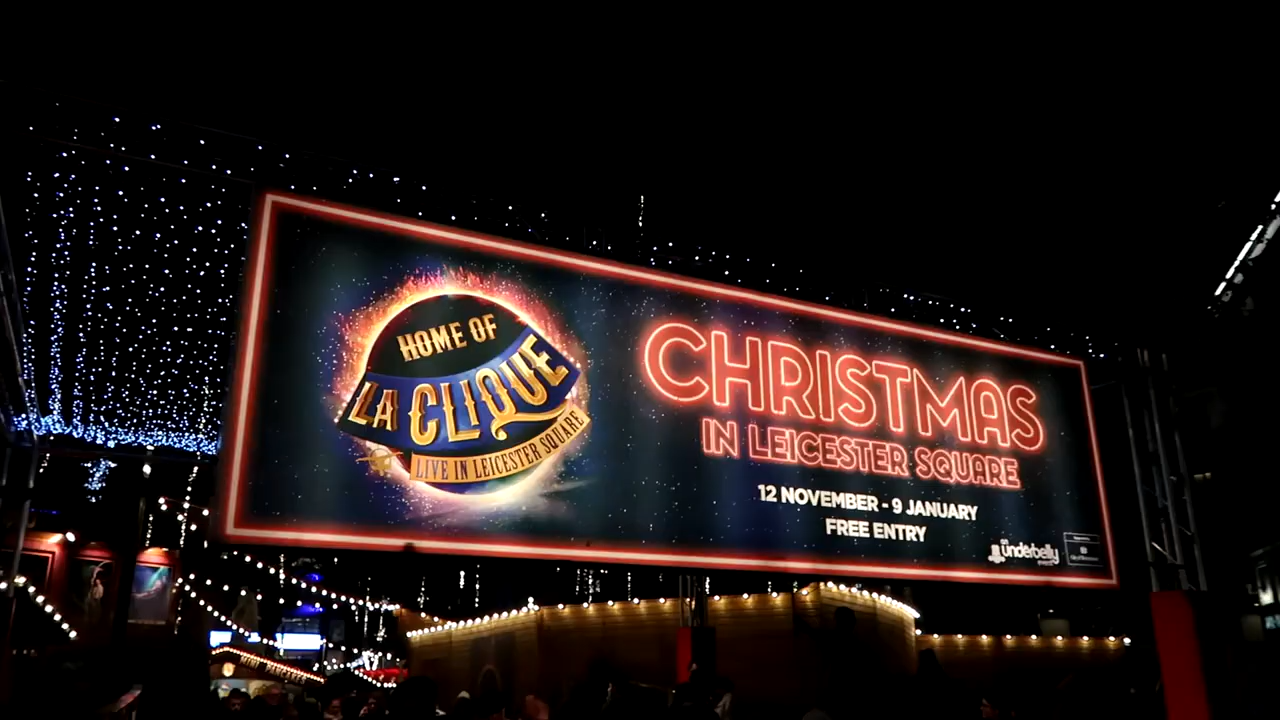 HOME OF
LA CLIQUE
LIVE IN LEICESTER SQUARE
CHRISTMAS
IN LEICESTER SQUARE
12 NOVEMBER - 9 JANUARY
FREE ENTRY
underbelly